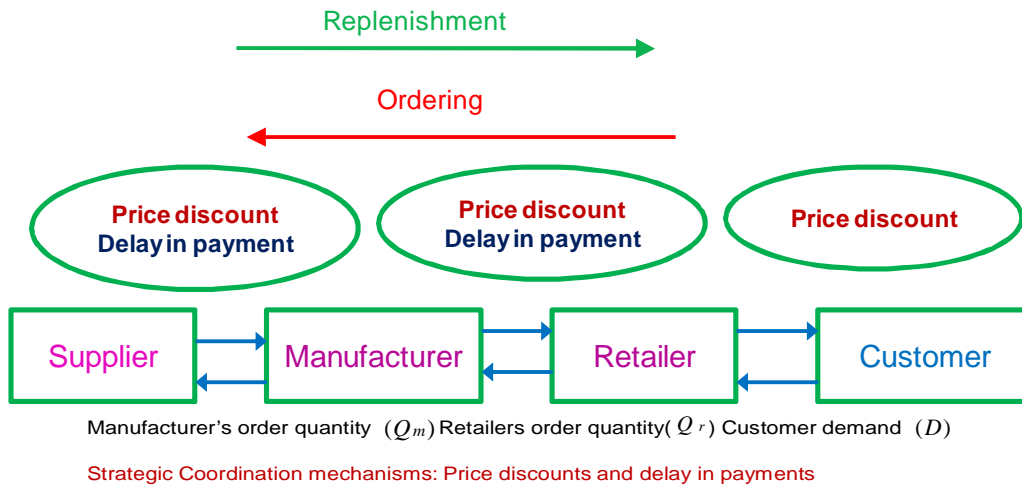 Replenishment
Ordering
Price discount
Delay in payment
Price discount
Delay in payment
Price discount
Supplier
Manufacturer
Retailer
Customer
Manufacturer's order quantity (Qm) Retailers order quantity(Q r) Customer demand (D)
Strategic Coordination mechanisms: Price discounts and delay in payments